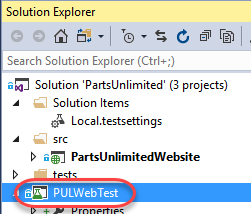 Solution Explorer
Search Solution Explorer (Ctrl+;)
Solution 'PartsUnlimited' (3 projects)
Solution Items
Local.testsettings
src
PartsUnlimitedWebsite
tests
PULWebTest
Properties